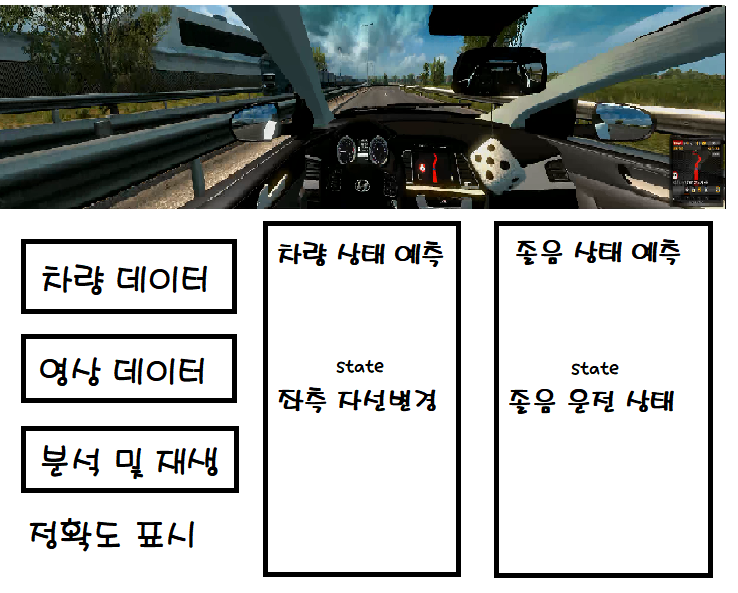 차량 데이터
영상 데이터
분석 및 재생
정확도 표시
차량 상태 예측
state
좌측 차선변경
졸음 상태 예측
state
졸음 운전 상태